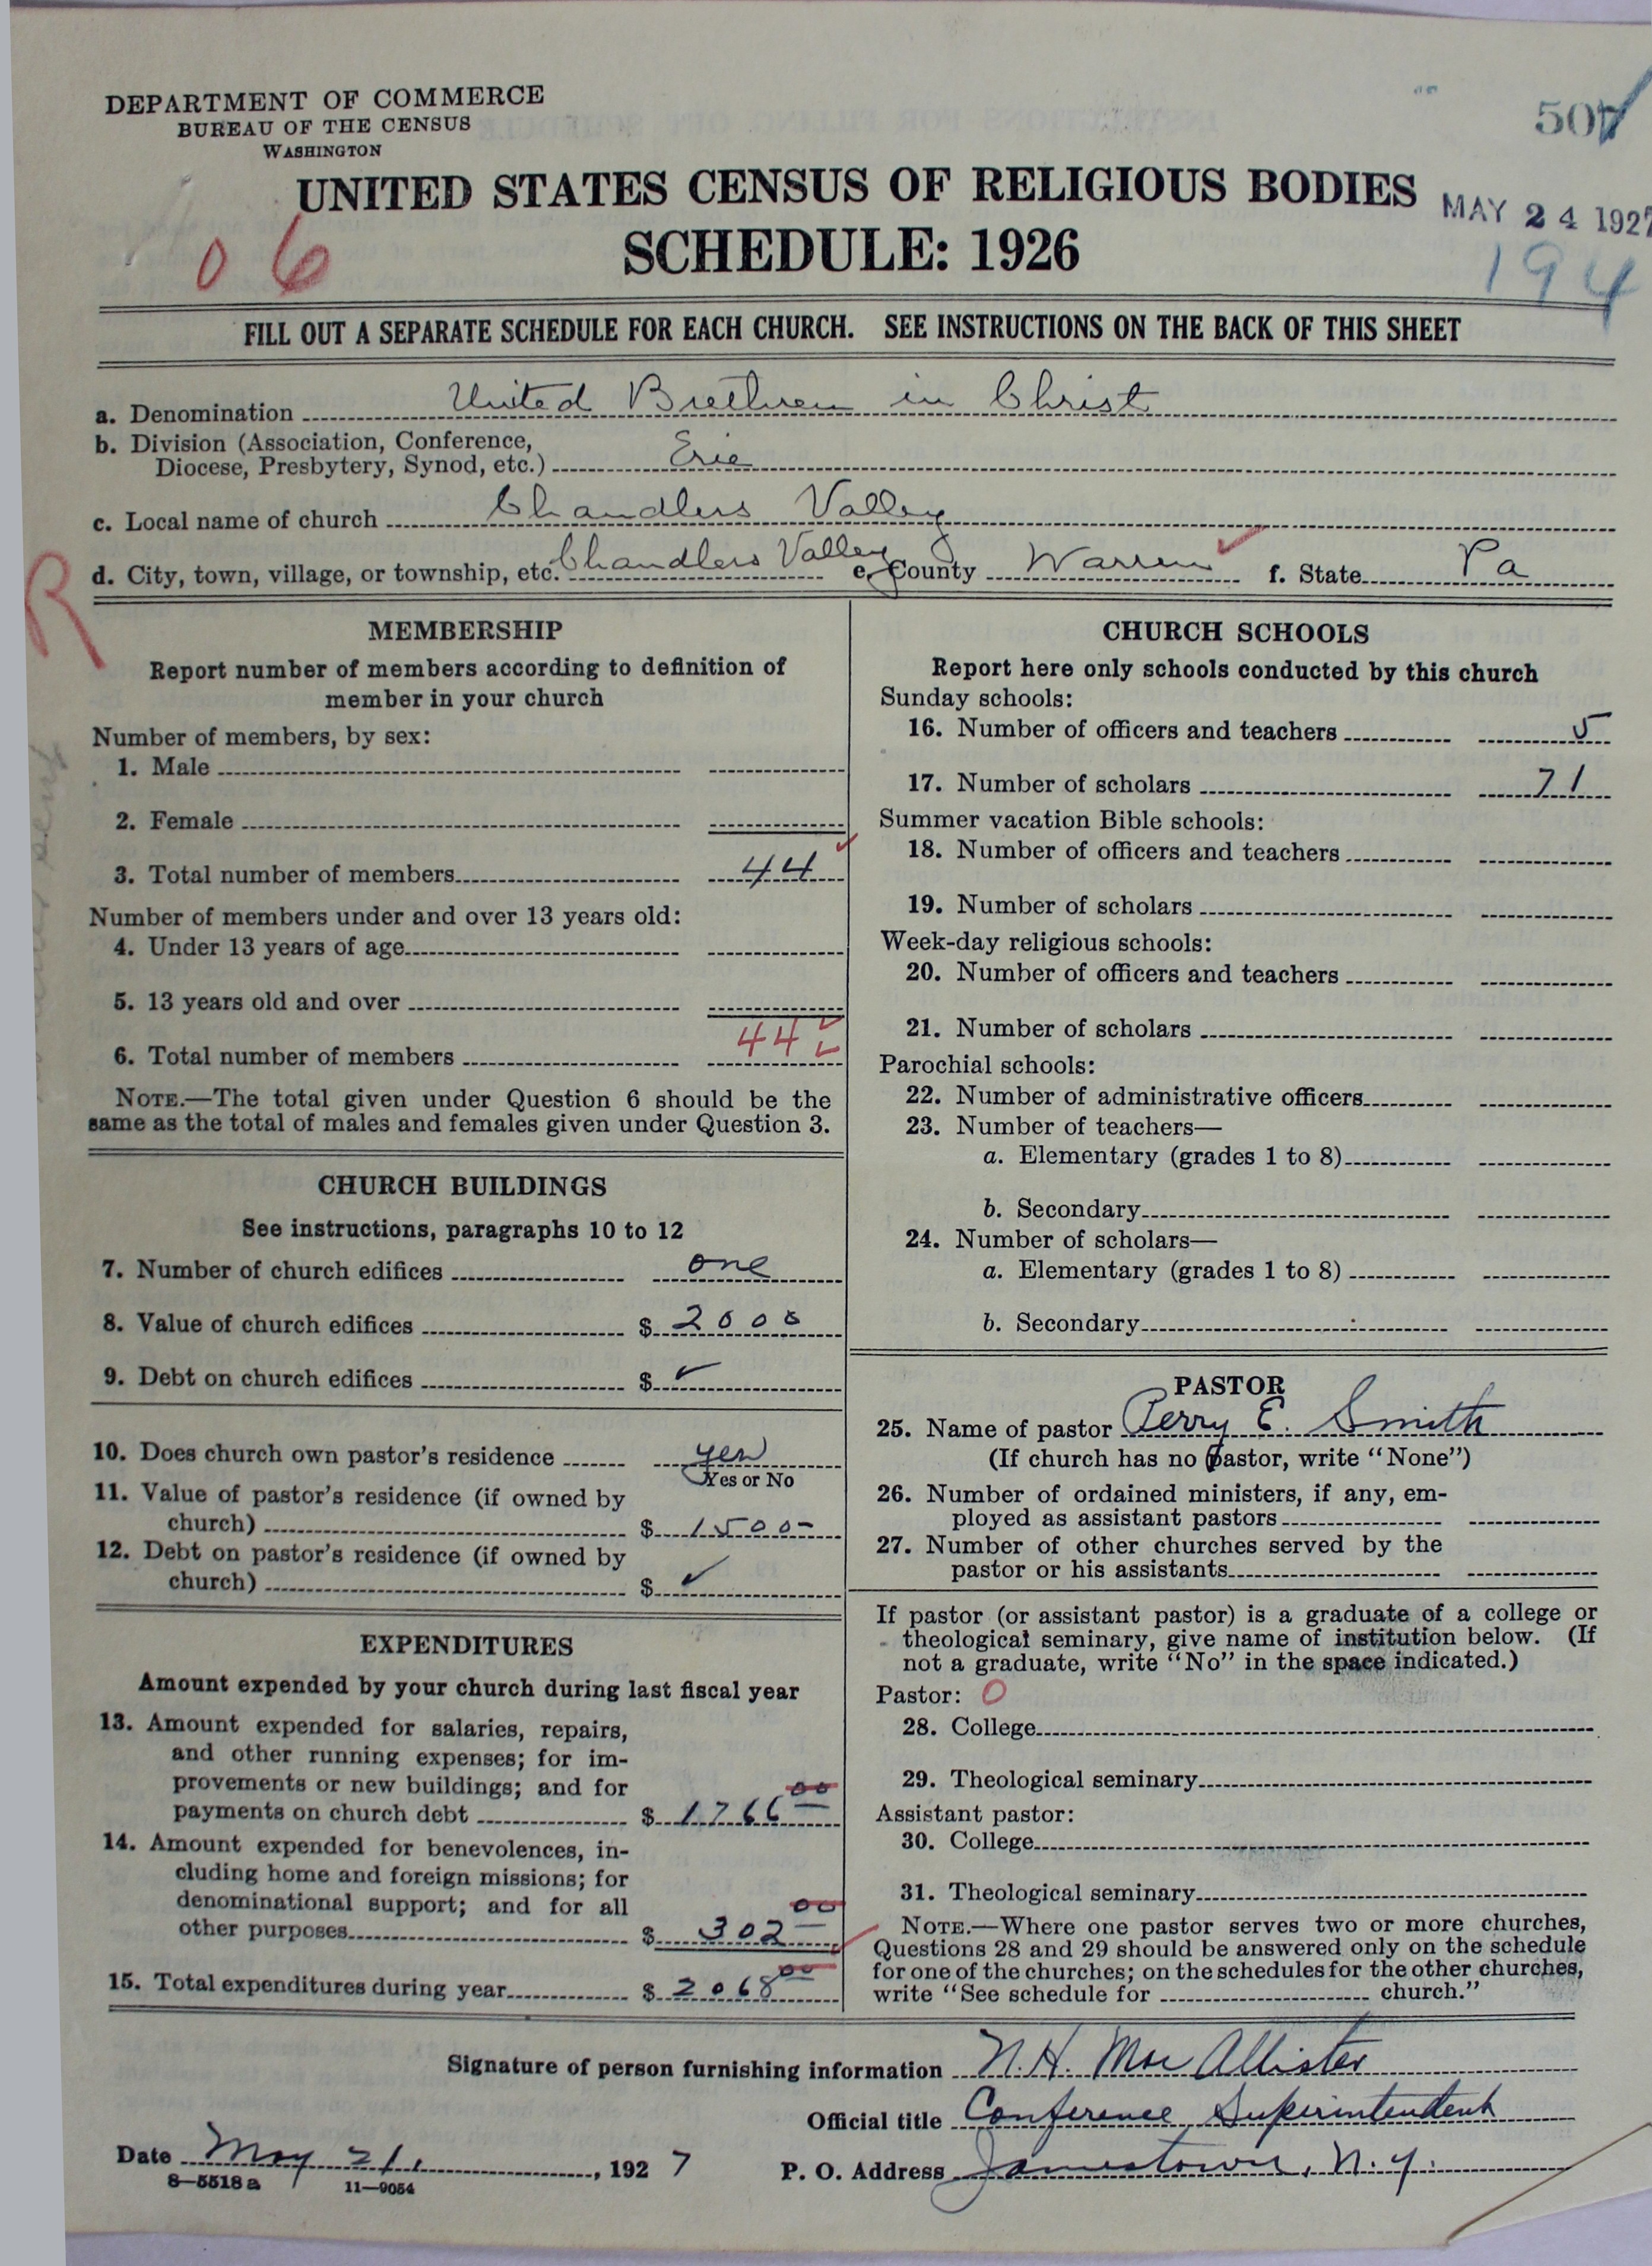 DEPARTMENT OF COMMERCE
BUREAU OF THE CENSUS
WASHINGTON
507
UNITED STATES CENSUS OF RELIGIOUS BODIES
MAY 24 1927
SCHEDULE: 1926
06
194
FILL OUT A SEPARATE SCHEDULE FOR EACH CHURCH. SEE INSTRUCTIONS ON THE BACK OF THIS SHEET
a. Denomination United Brethren in Christ
b. Division (Association, Conference,
Diocese, Presbytery, Synod, etc.) Erie
c. Local name of church Chandlers Valley
d. City, town, village, or township, etc. Chandlers Valley e. County Warren ✓ f. State Pa
R
MEMBERSHIP
Report number of members according to definition of
member in your church
Number of members, by sex:
1. Male
2. Female
3. Total number of members 44 ✓
Number of members under and over 13 years old:
4. Under 13 years of age
5. 13 years old and over ✓
6. Total number of members 44 ✓
NOTE.—The total given under Question 6 should be the
same as the total of males and females given under Question 3.
CHURCH BUILDINGS
See instructions, paragraphs 10 to 12
7. Number of church edifices one
8. Value of church edifices $ 2000
9. Debt on church edifices $ ✓
10. Does church own pastor's residence yes
Yes or No
11. Value of pastor's residence (if owned by
church) $ 1500-
12. Debt on pastor's residence (if owned by
church) $ ✓
EXPENDITURES
Amount expended by your church during last fiscal year
13. Amount expended for salaries, repairs,
and other running expenses; for im-
provements or new buildings; and for
payments on church debt $ 1766 00
14. Amount expended for benevolences, in-
cluding home and foreign missions; for
denominational support; and for all
other purposes $ 302 00
15. Total expenditures during year $ 2068 00
CHURCH SCHOOLS
Report here only schools conducted by this church
Sunday schools:
16. Number of officers and teachers 5
17. Number of scholars 71
Summer vacation Bible schools:
18. Number of officers and teachers
19. Number of scholars
Week-day religious schools:
20. Number of officers and teachers
21. Number of scholars
Parochial schools:
22. Number of administrative officers
23. Number of teachers—
a. Elementary (grades 1 to 8)
b. Secondary
24. Number of scholars—
a. Elementary (grades 1 to 8)
b. Secondary
PASTOR
25. Name of pastor Perry E. Smith
(If church has no pastor, write "None")
26. Number of ordained ministers, if any, em-
ployed as assistant pastors
27. Number of other churches served by the
pastor or his assistants
If pastor (or assistant pastor) is a graduate of a college or
theological seminary, give name of institution below. (If
not a graduate, write "No" in the space indicated.)
Pastor: 0
28. College
29. Theological seminary
Assistant pastor:
30. College
31. Theological seminary
NOTE.—Where one pastor serves two or more churches,
Questions 28 and 29 should be answered only on the schedule
for one of the churches; on the schedules for the other churches,
write "See schedule for church."
Signature of person furnishing information N. H. MacAllister
Official title Conference Superintendent
Date May 21, 1927 P. O. Address Jamestown, N.Y.
8—5518a 11—9054